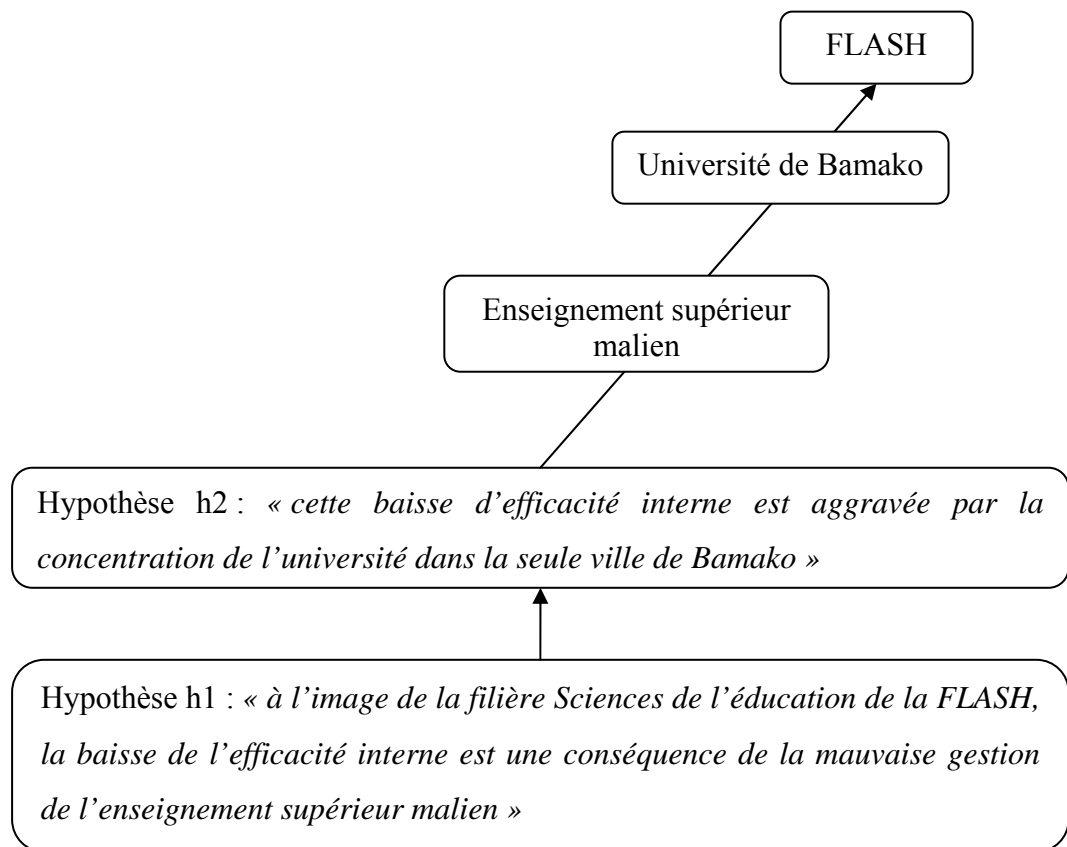 FLASH
Université de Bamako
Enseignement supérieur
malien
Hypothèse h2 : « cette baisse d’efficacité interne est aggravée par la
concentration de l’université dans la seule ville de Bamako »
Hypothèse h1 : « à l’image de la filière Sciences de l’éducation de la FLASH,
la baisse de l’efficacité interne est une conséquence de la mauvaise gestion
de l’enseignement supérieur malien »